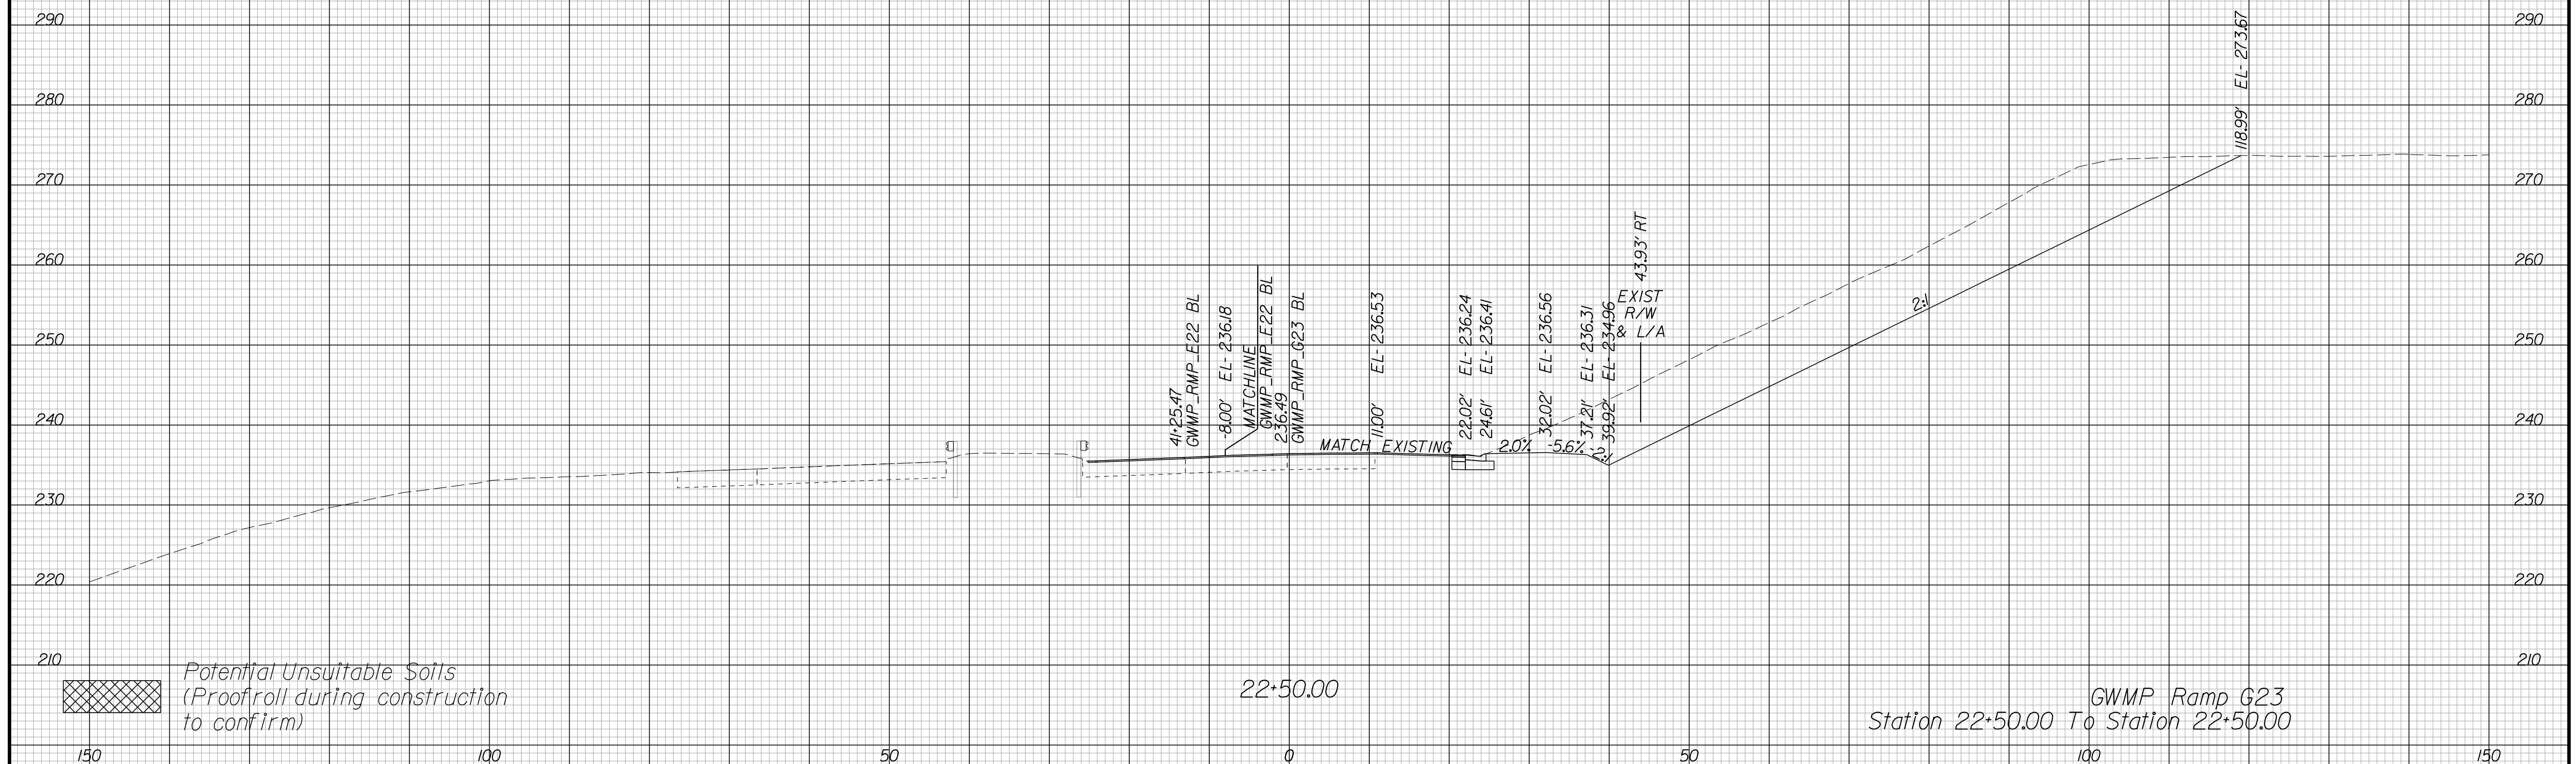 290
290
280
280
270
270
260
260
250
250
240
240
230
230
220
220
210
210
41+25.47
GWMP_RMP_E22 BL
-8.00' EL- 236.18
MATCHLINE
GWMP_RMP_E22 BL
236.49
GWMP_RMP_G23 BL
11.00' EL- 236.53
22.02' EL- 236.24
24.61' EL- 236.41
32.02' EL- 236.56
37.21' EL- 236.31
39.92' EL- 234.96
43.93' RT
EXIST
R/W
& L/A
118.99' EL- 273.67
MATCH EXISTING
2.0%
-5.6%
-2:1
2:1
Potential Unsuitable Soils
(Proofroll during construction
to confirm)
22+50.00
GWMP Ramp G23
Station 22+50.00 To Station 22+50.00
150
100
50
0
50
100
150